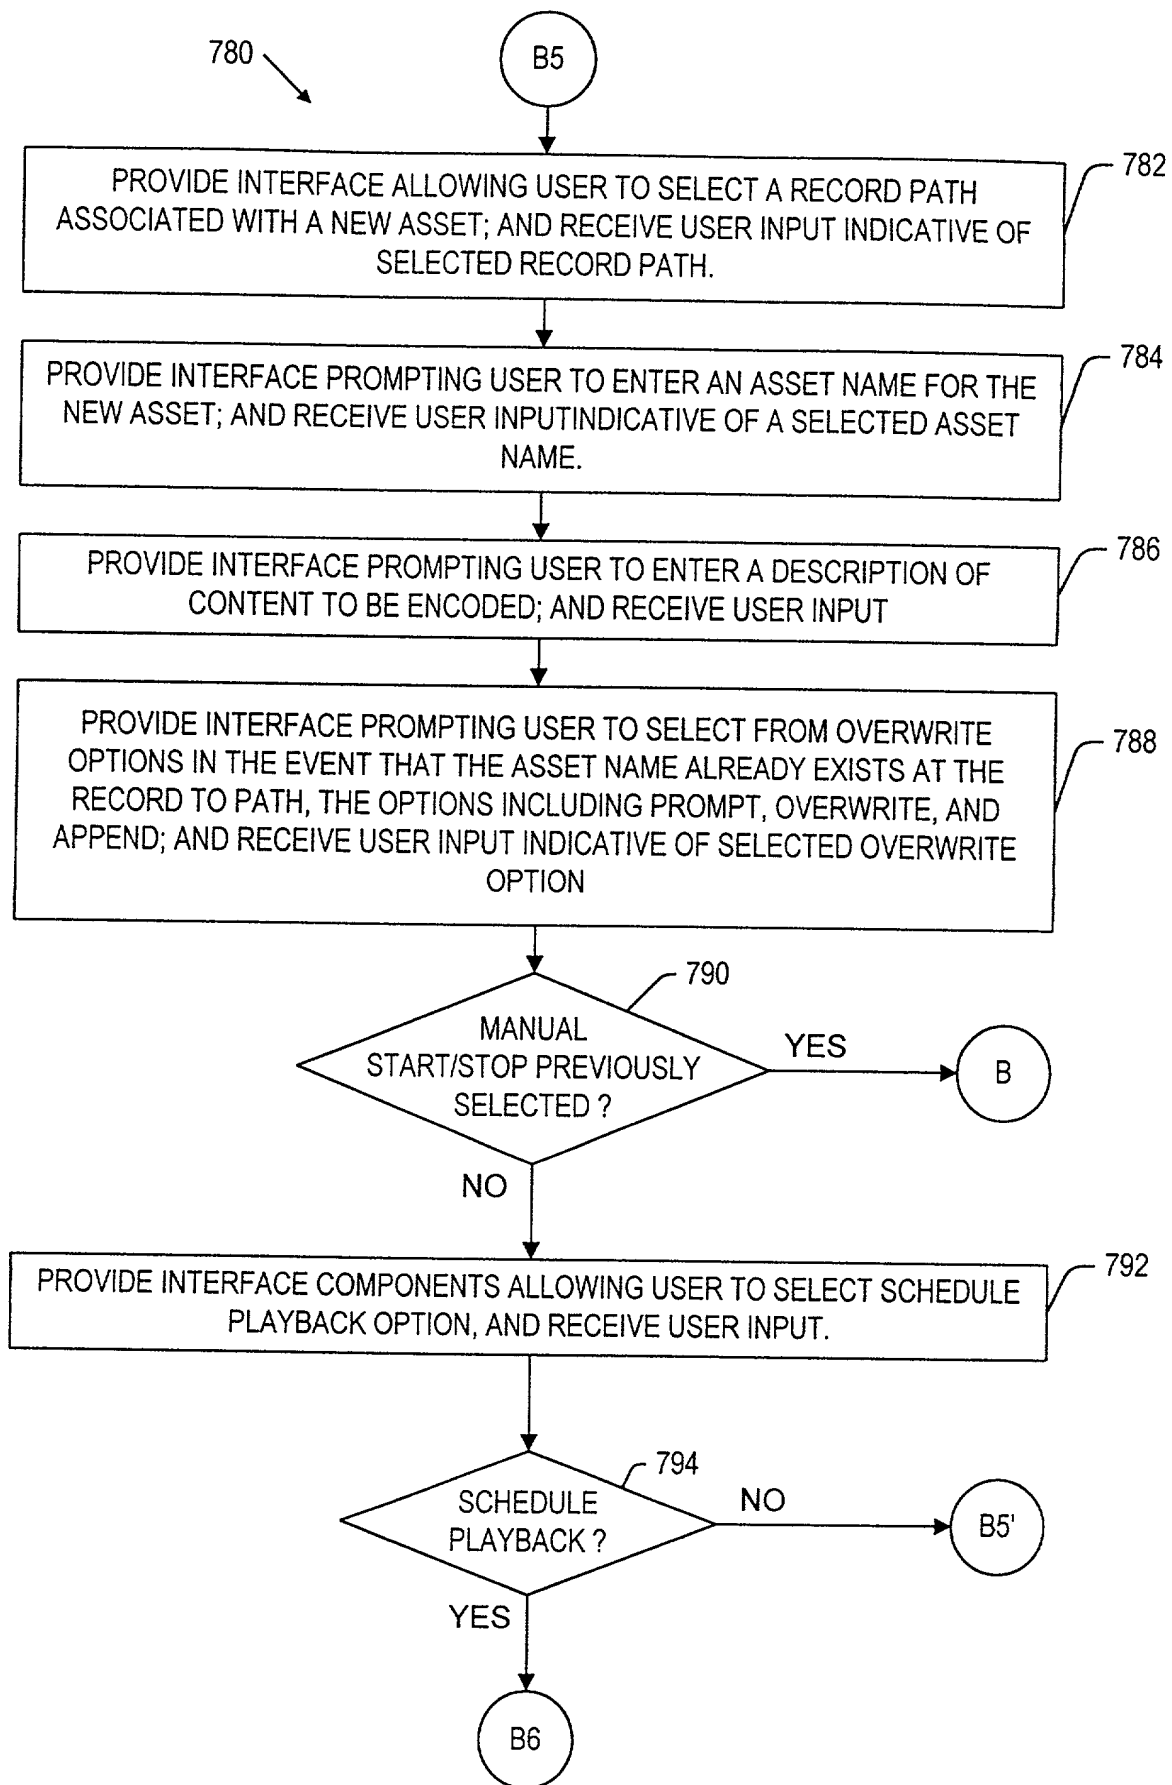 780
B5
782
PROVIDE INTERFACE ALLOWING USER TO SELECT A RECORD PATH
ASSOCIATED WITH A NEW ASSET; AND RECEIVE USER INPUT INDICATIVE OF
SELECTED RECORD PATH.
784
PROVIDE INTERFACE PROMPTING USER TO ENTER AN ASSET NAME FOR THE
NEW ASSET; AND RECEIVE USER INPUTINDICATIVE OF A SELECTED ASSET
NAME.
786
PROVIDE INTERFACE PROMPTING USER TO ENTER A DESCRIPTION OF
CONTENT TO BE ENCODED; AND RECEIVE USER INPUT
788
PROVIDE INTERFACE PROMPTING USER TO SELECT FROM OVERWRITE
OPTIONS IN THE EVENT THAT THE ASSET NAME ALREADY EXISTS AT THE
RECORD TO PATH, THE OPTIONS INCLUDING PROMPT, OVERWRITE, AND
APPEND; AND RECEIVE USER INPUT INDICATIVE OF SELECTED OVERWRITE
OPTION
790
MANUAL
START/STOP PREVIOUSLY
SELECTED ?
YES
B
NO
792
PROVIDE INTERFACE COMPONENTS ALLOWING USER TO SELECT SCHEDULE
PLAYBACK OPTION, AND RECEIVE USER INPUT.
794
SCHEDULE
PLAYBACK ?
NO
B5'
YES
B6